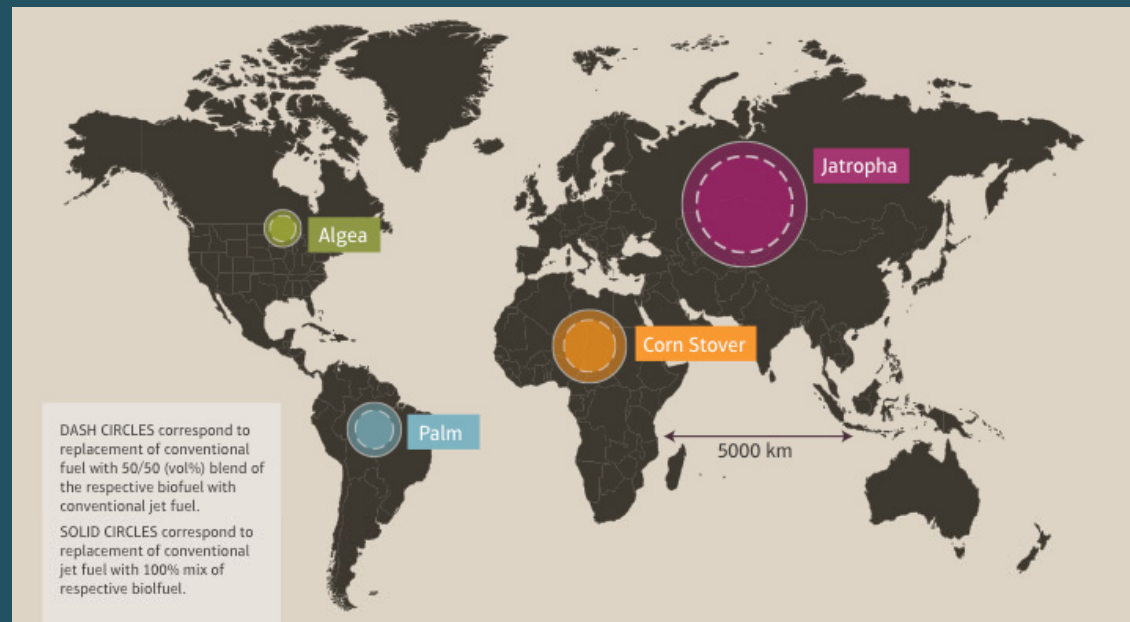 Jatropha
Algea
Corn Stover
Palm
5000 km
DASH CIRCLES correspond to
replacement of conventional
fuel with 50/50 (vol%) blend of
the respective biofuel with
conventional jet fuel.
SOLID CIRCLES correspond to
replacement of conventional
jet fuel with 100% mix of
respective biolfuel.